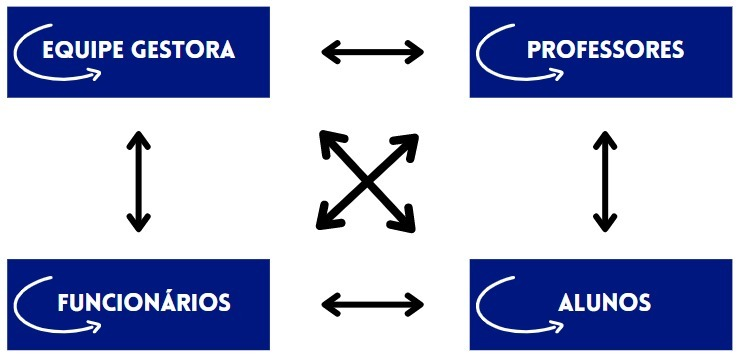 EQUIPE GESTORA
PROFESSORES
FUNCIONÁRIOS
ALUNOS